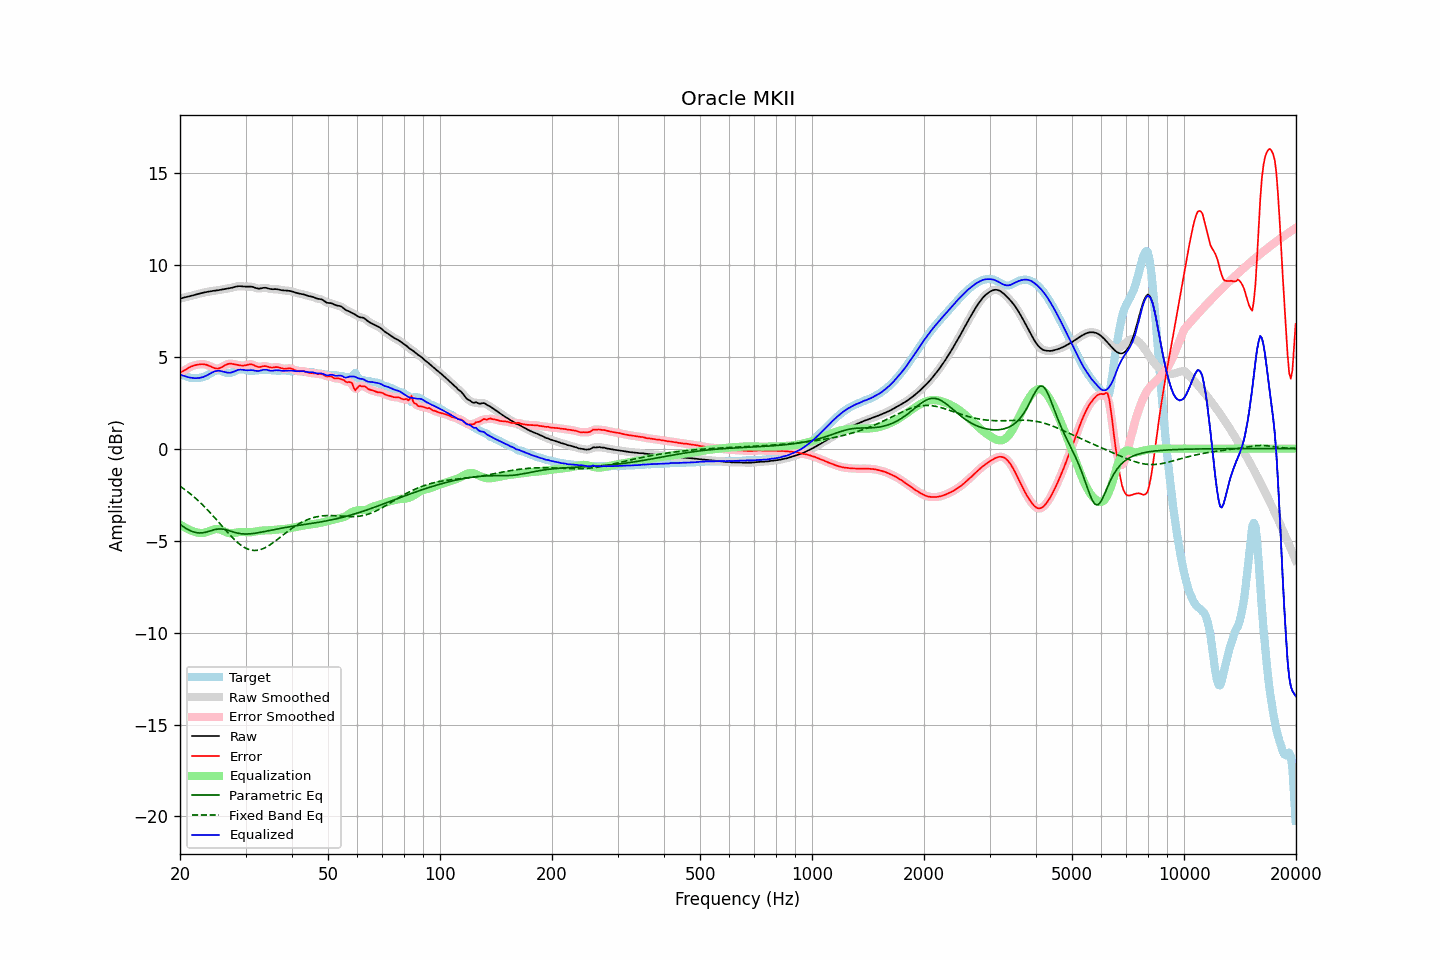 Oracle MKII
Amplitude (dBr)
15
10
5
0
−5
−10
−15
−20
Target
Raw Smoothed
Error Smoothed
Raw
Error
Equalization
Parametric Eq
Fixed Band Eq
Equalized
20 50 100 200 500 1000 2000 5000 10000 20000
Frequency (Hz)